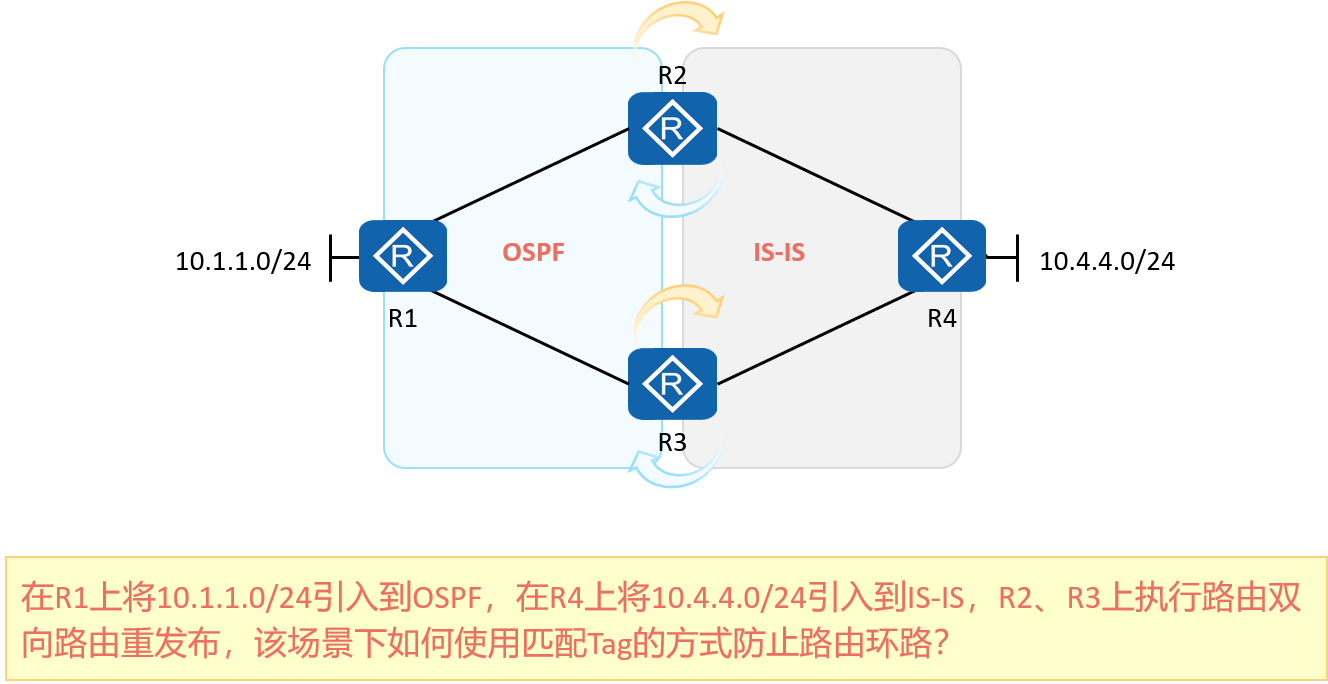 R2
OSPF
IS-IS
10.1.1.0/24
10.4.4.0/24
R1
R4
R3
R
R
R
R
在R1上将10.1.1.0/24引入到OSPF，在R4上将10.4.4.0/24引入到IS-IS，R2、R3上执行路由双
向路由重发布，该场景下如何使用匹配Tag的方式防止路由环路？